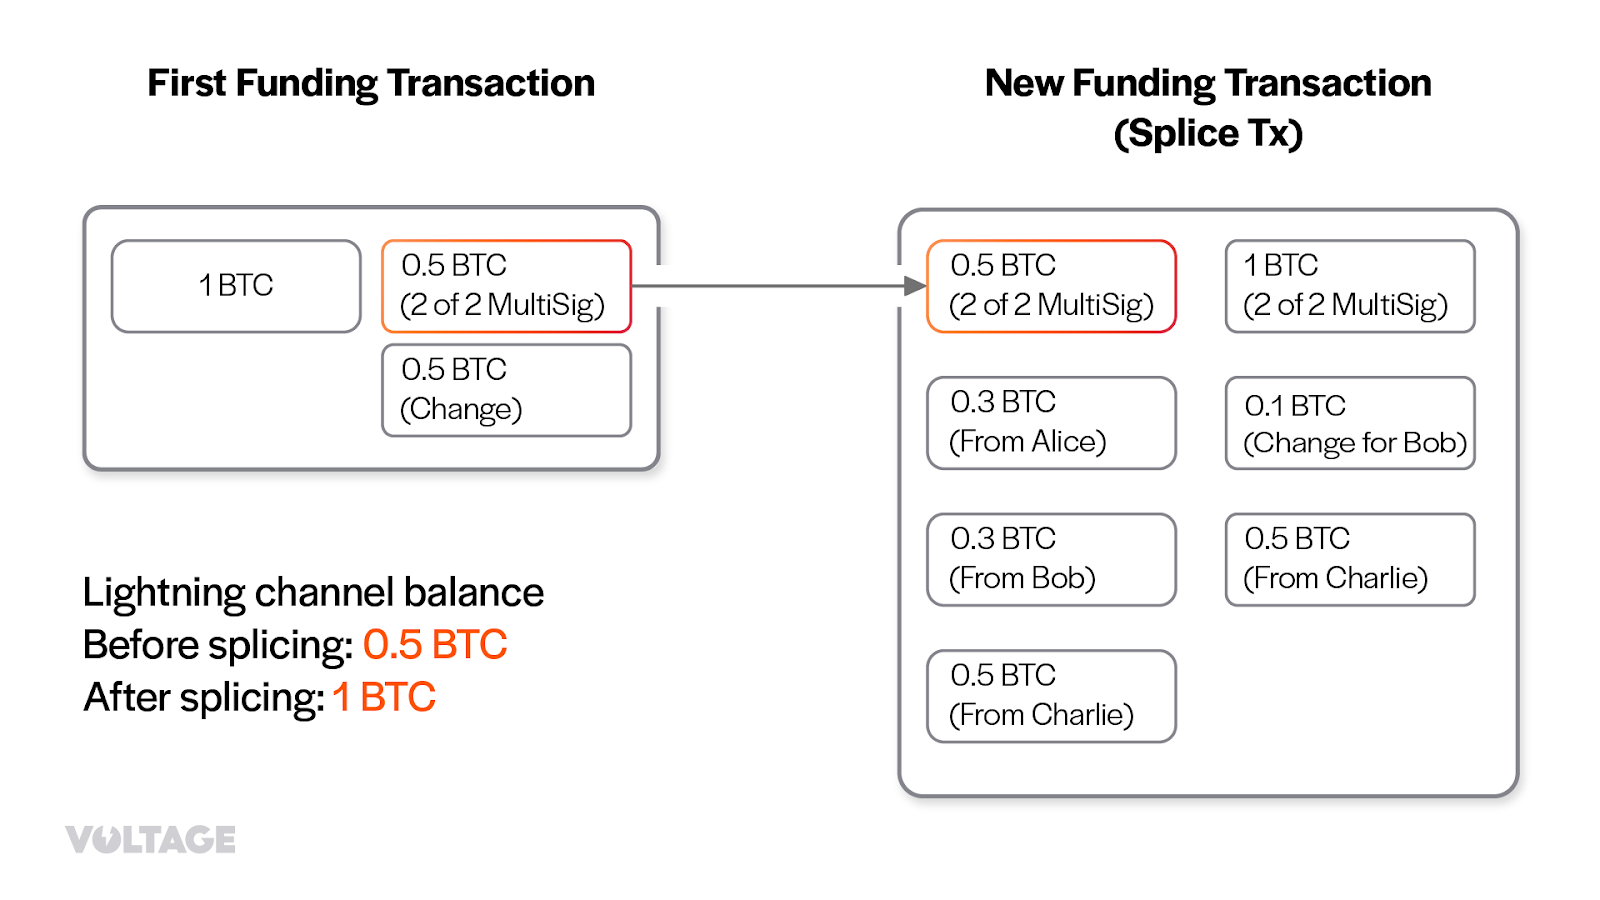 First Funding Transaction
1 BTC
0.5 BTC
(2 of 2 MultiSig)
0.5 BTC
(Change)
Lightning channel balance
Before splicing: 0.5 BTC
After splicing: 1 BTC
New Funding Transaction
(Splice Tx)
0.5 BTC
(2 of 2 MultiSig)
1 BTC
(2 of 2 MultiSig)
0.3 BTC
(From Alice)
0.1 BTC
(Change for Bob)
0.3 BTC
(From Bob)
0.5 BTC
(From Charlie)
0.5 BTC
(From Charlie)
VOLTAGE